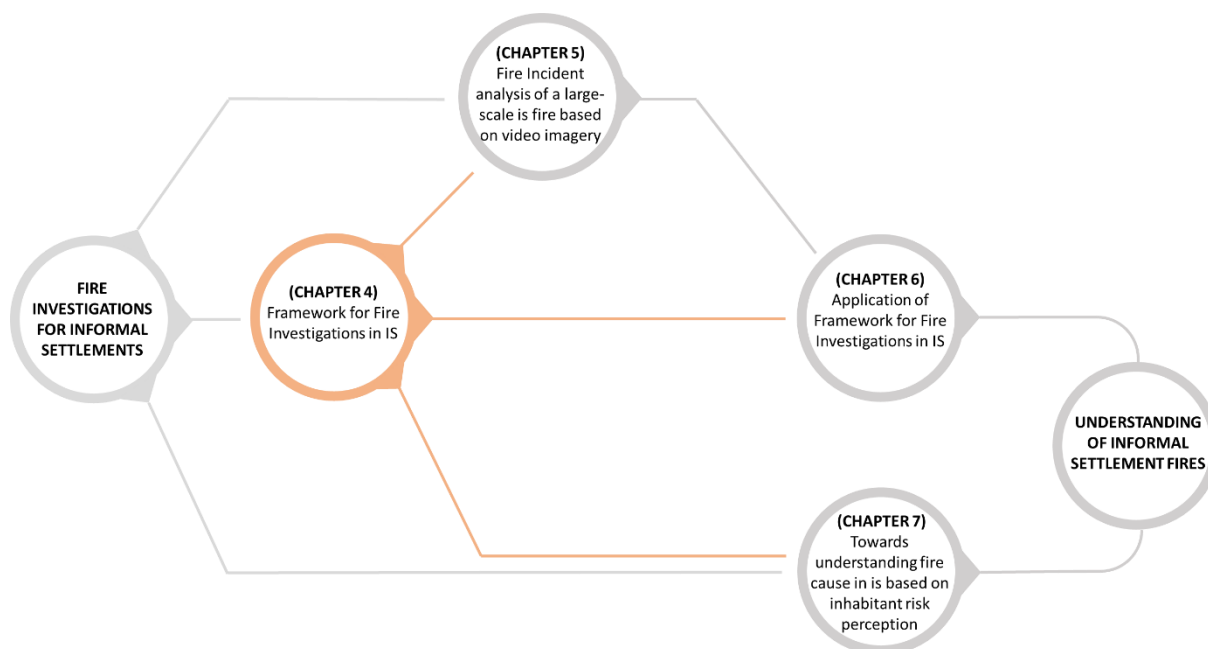 (CHAPTER 5)
Fire Incident
analysis of a large-
scale is fire based
on video imagery
FIRE
INVESTIGATIONS
FOR INFORMAL
SETTLEMENTS
(CHAPTER 4)
Framework for Fire
Investigations in IS
(CHAPTER 6)
Application of
Framework for Fire
Investigations in IS
UNDERSTANDING
OF INFORMAL
SETTLEMENT FIRES
(CHAPTER 7)
Towards
understanding fire
cause in is based on
inhabitant risk
perception